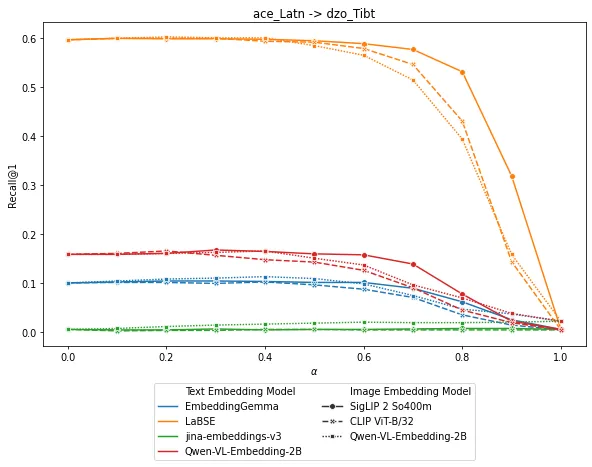 ace_Latn -> dzo_Tibt
Recall@1
0.6
0.5
0.4
0.3
0.2
0.1
0.0
0.0 0.2 0.4 0.6 0.8 1.0
α
Text Embedding Model
EmbeddingGemma
LaBSE
jina-embeddings-v3
Qwen-VL-Embedding-2B
Image Embedding Model
SigLIP 2 So400m
CLIP ViT-B/32
Qwen-VL-Embedding-2B